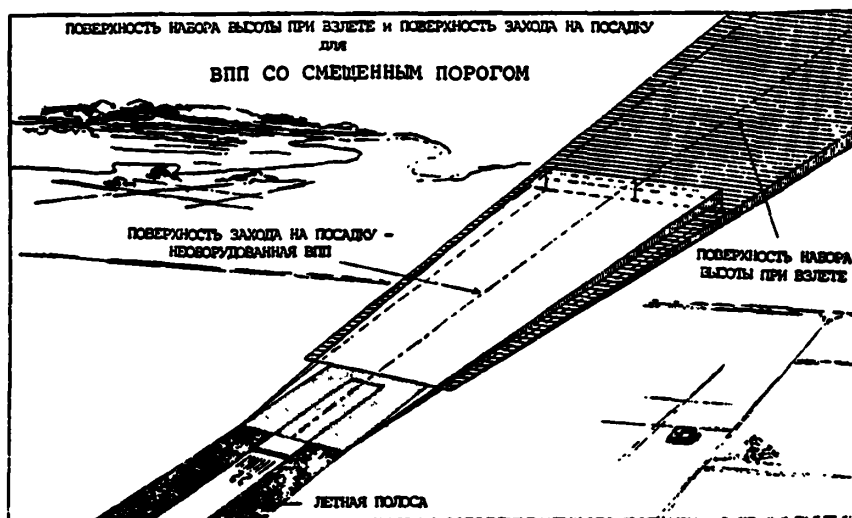 ПОВЕРХНОСТЬ НАБОРА ВЫСОТЫ ПРИ ВЗЛЕТЕ и ПОВЕРХНОСТЬ ЗАХОДА НА ПОСАДКУ
для
ВПП СО СМЕЩЕННЫМ ПОРОГОМ
ПОВЕРХНОСТЬ ЗАХОДА НА ПОСАДКУ -
НЕОБОРУДОВАННАЯ ВПП
ПОВЕРХНОСТЬ НАБОРА
ВЫСОТЫ ПРИ ВЗЛЕТЕ
22
ЛЕТНАЯ ПОЛОСА